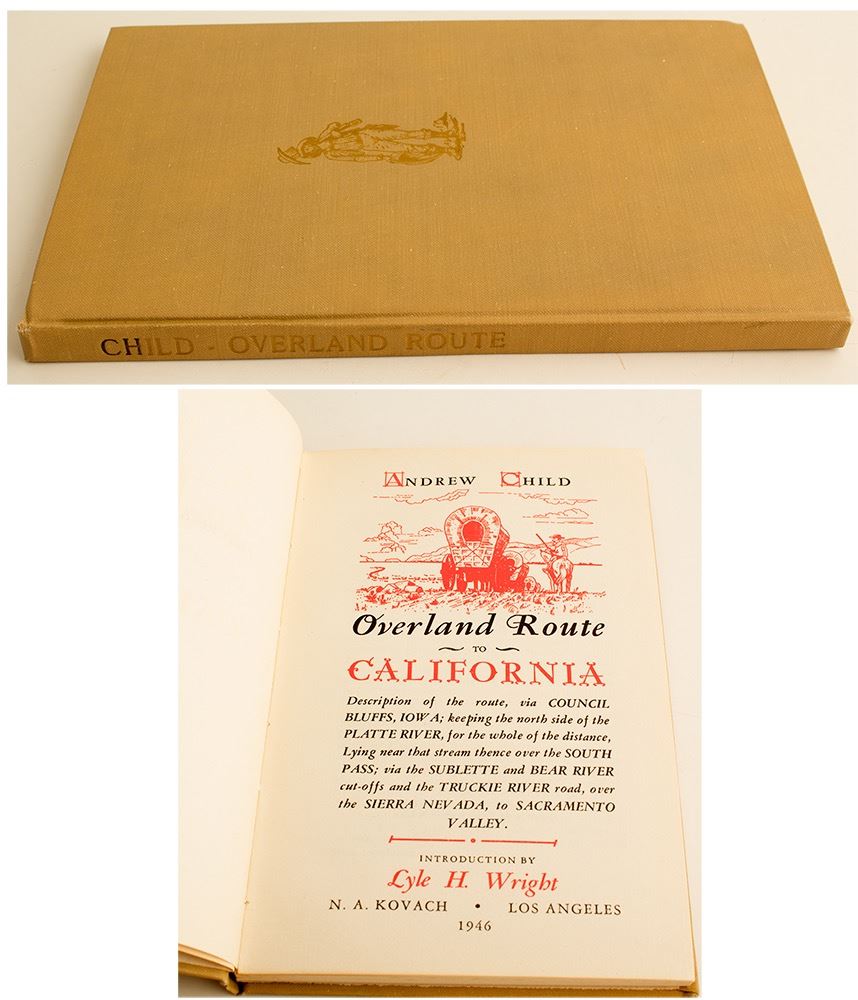 CHILD - OVERLAND ROUTE
ANDREW CHILD
Overland Route
TO
CALIFORNIA
Description of the route, via COUNCIL
BLUFFS, IOWA; keeping the north side of the
PLATTE RIVER, for the whole of the distance,
Lying near that stream thence over the SOUTH
PASS; via the SUBLETTE and BEAR RIVER
cut-offs and the TRUCKIE RIVER road, over
the SIERRA NEVADA, to SACRAMENTO
VALLEY.
INTRODUCTION BY
Lyle H. Wright
N. A. KOVACH • LOS ANGELES
1946